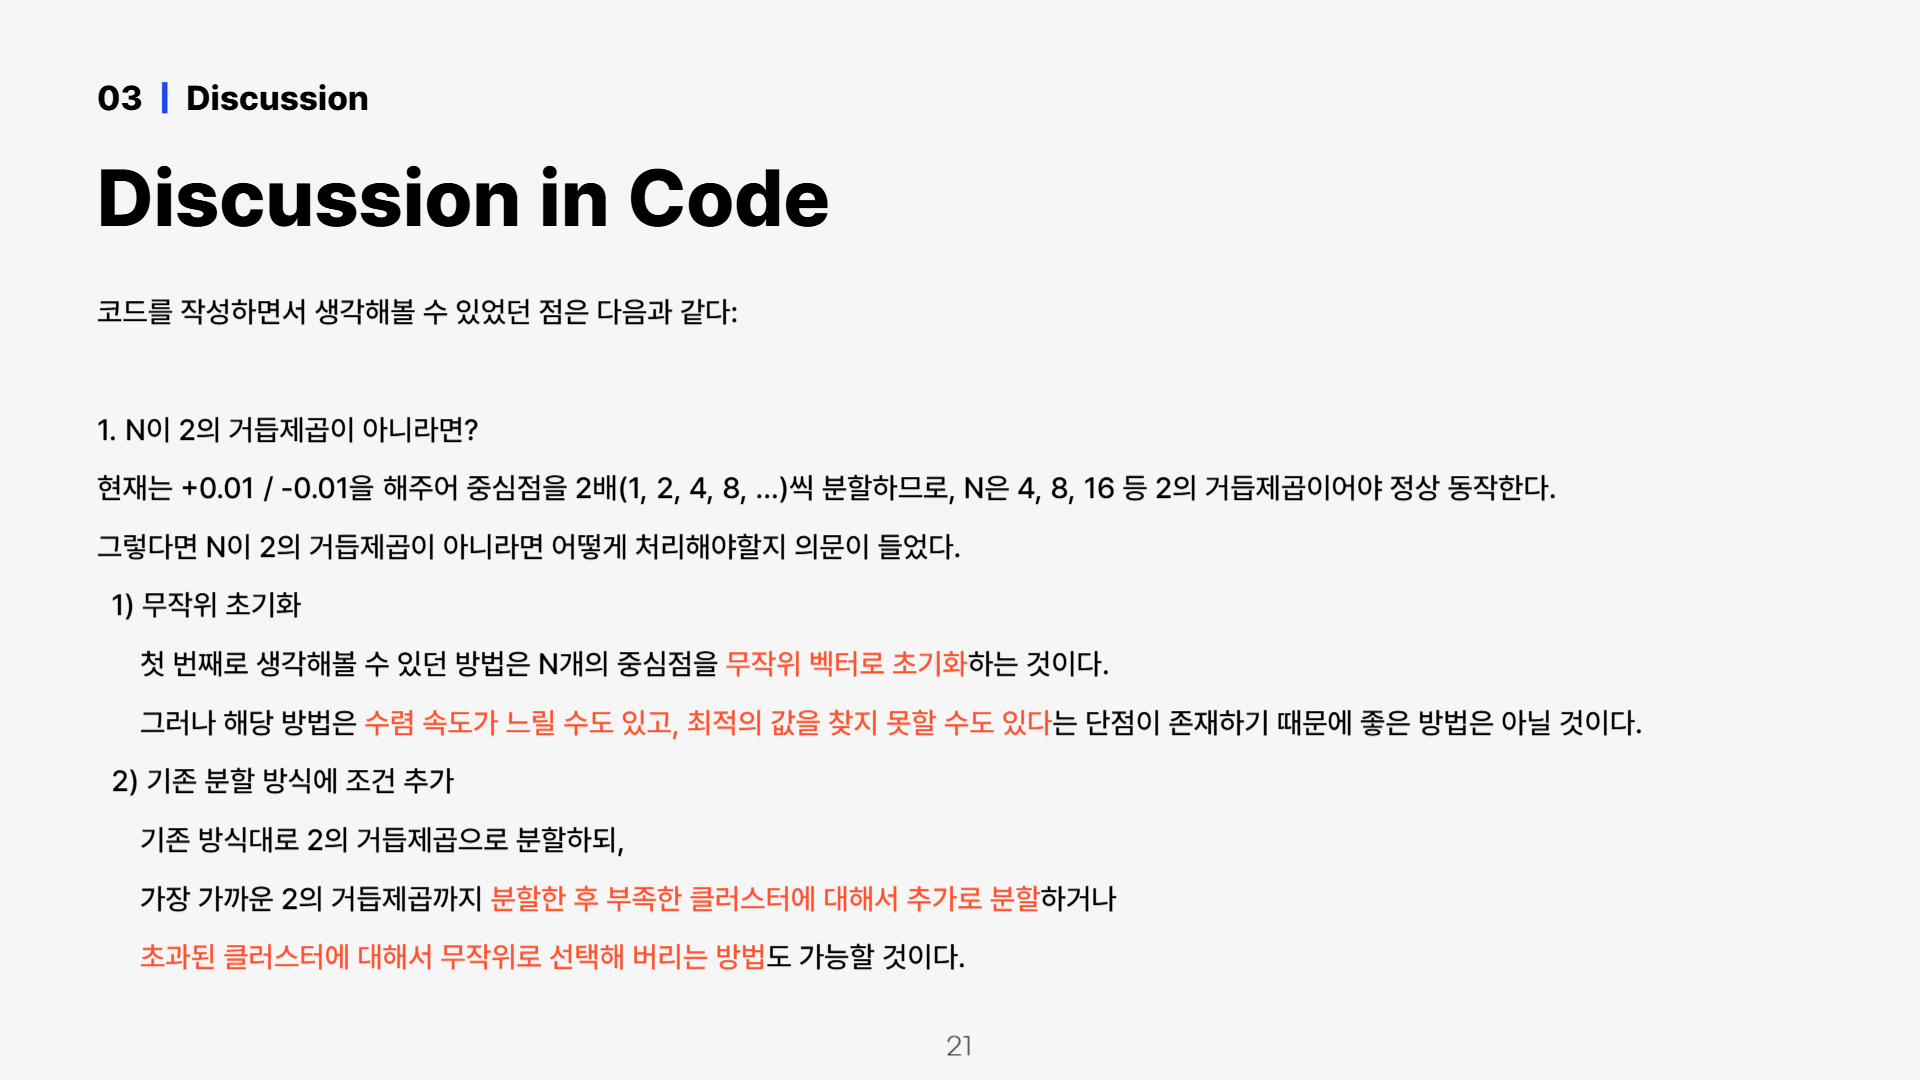 03 | Discussion
Discussion in Code
코드를 작성하면서 생각해볼 수 있었던 점은 다음과 같다:
1. N이 2의 거듭제곱이 아니라면?
현재는 +0.01 / -0.01을 해주어 중심점을 2배(1, 2, 4, 8, ...)씩 분할하므로, N은 4, 8, 16 등 2의 거듭제곱이어야 정상 동작한다.
그렇다면 N이 2의 거듭제곱이 아니라면 어떻게 처리해야할지 의문이 들었다.
1) 무작위 초기화
첫 번째로 생각해볼 수 있던 방법은 N개의 중심점을 무작위 벡터로 초기화하는 것이다.
그러나 해당 방법은 수렴 속도가 느릴 수도 있고, 최적의 값을 찾지 못할 수도 있다는 단점이 존재하기 때문에 좋은 방법은 아닐 것이다.
2) 기존 분할 방식에 조건 추가
기존 방식대로 2의 거듭제곱으로 분할하되,
가장 가까운 2의 거듭제곱까지 분할한 후 부족한 클러스터에 대해서 추가로 분할하거나
초과된 클러스터에 대해서 무작위로 선택해 버리는 방법도 가능할 것이다.
21